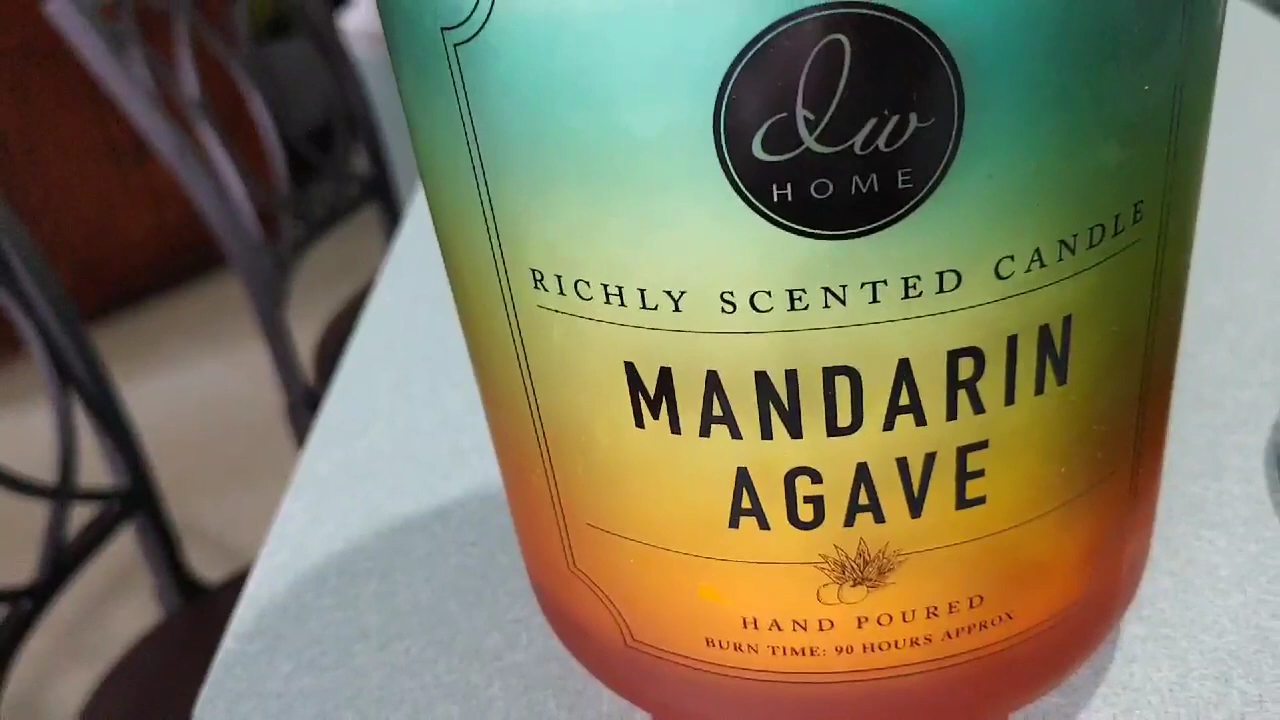 dw
HOME
RICHLY SCENTED CANDLE
MANDARIN
AGAVE
HAND POURED
BURN TIME: 90 HOURS APPROX